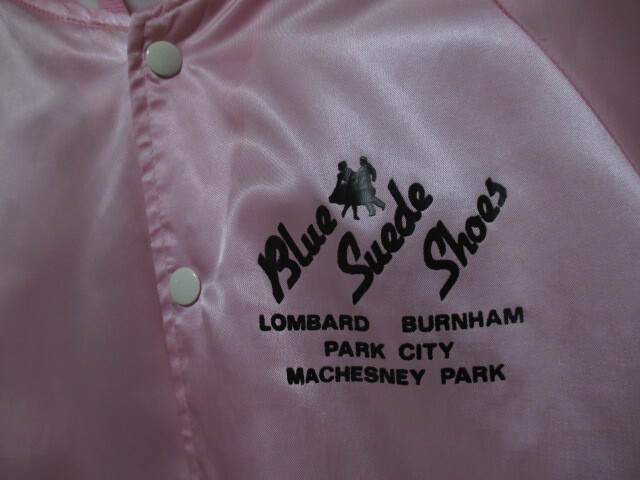 Blue Suede Shoes
LOMBARD BURNHAM
PARK CITY
MACHESNEY PARK